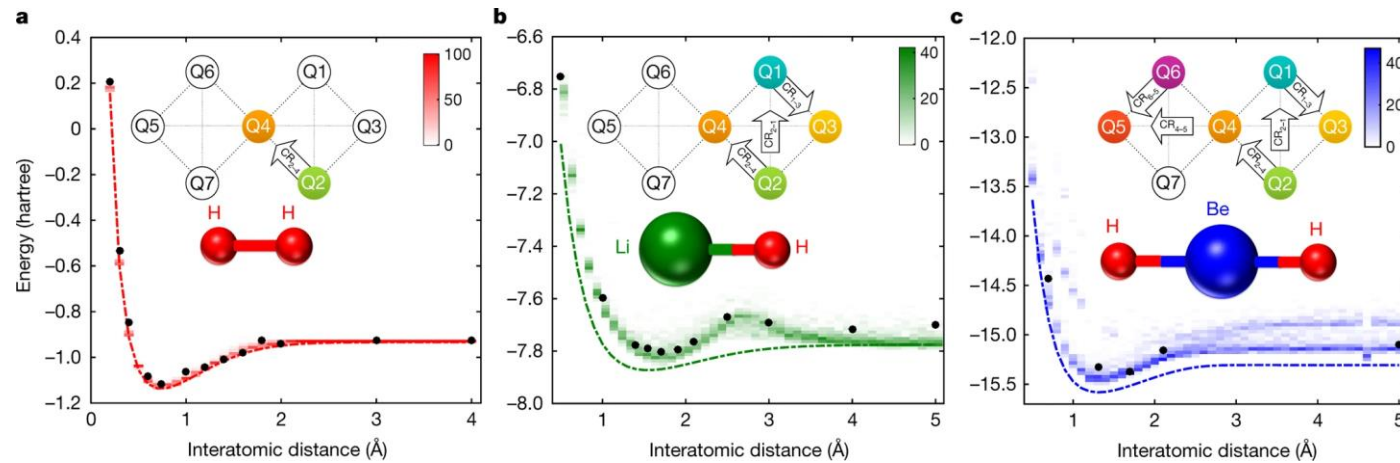 a
b
c
Energy (hartree)
0.4
0.2
0
−0.2
−0.4
−0.6
−0.8
−1.0
−1.2
0
1
2
3
4
Interatomic distance (Å)
100
50
0
Q6
Q1
Q5
Q4
Q3
Q7
Q2
CR2–4
H
H
−6.6
−6.8
−7.0
−7.2
−7.4
−7.6
−7.8
−8.0
1
2
3
4
5
Interatomic distance (Å)
40
20
0
Q6
Q1
Q5
Q4
Q3
Q7
Q2
CR1–3
CR2–1
CR2–4
Li
H
−12.0
−12.5
−13.0
−13.5
−14.0
−14.5
−15.0
−15.5
1
2
3
4
5
Interatomic distance (Å)
40
20
0
Q6
Q1
Q5
Q4
Q3
Q7
Q2
CR6–5
CR4–5
CR1–3
CR2–1
CR2–4
H
Be
H